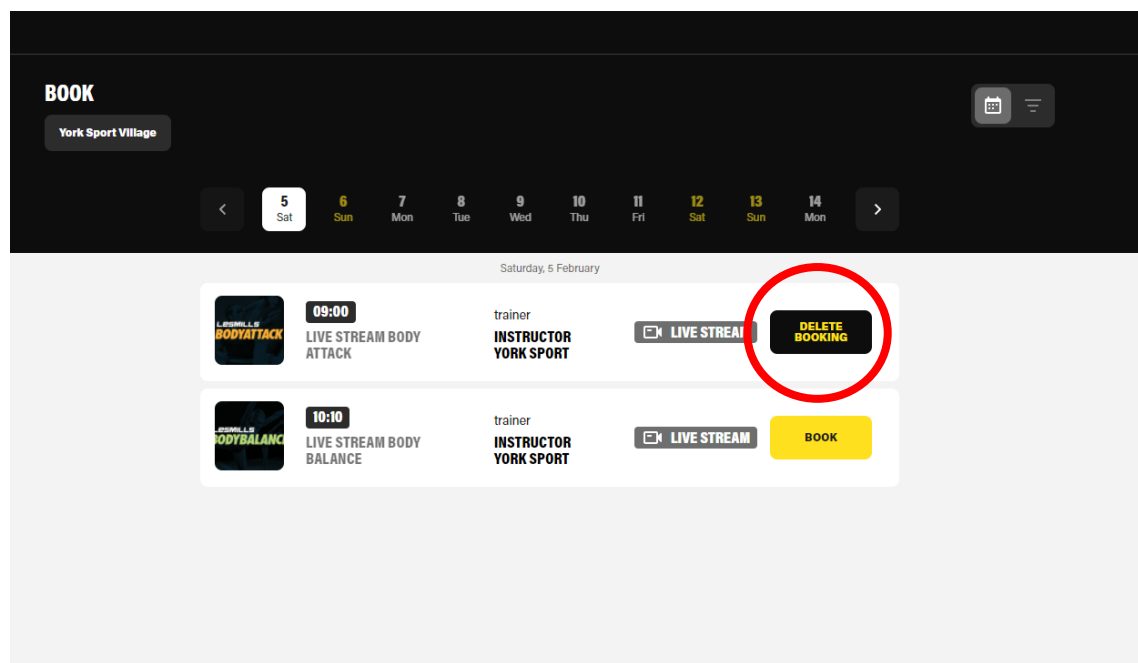 BOOK
York Sport Village
5 6 7 8 9 10 11 12 13 14
Sat Sun Mon Tue Wed Thu Fri Sat Sun Mon
Saturday, 5 February
LESMILLS
BODYATTACK
09:00
LIVE STREAM BODY
ATTACK
trainer
INSTRUCTOR
YORK SPORT
LIVE STREAM
DELETE
BOOKING
LESMILLS
BODYBALANC
10:10
LIVE STREAM BODY
BALANCE
trainer
INSTRUCTOR
YORK SPORT
LIVE STREAM
BOOK